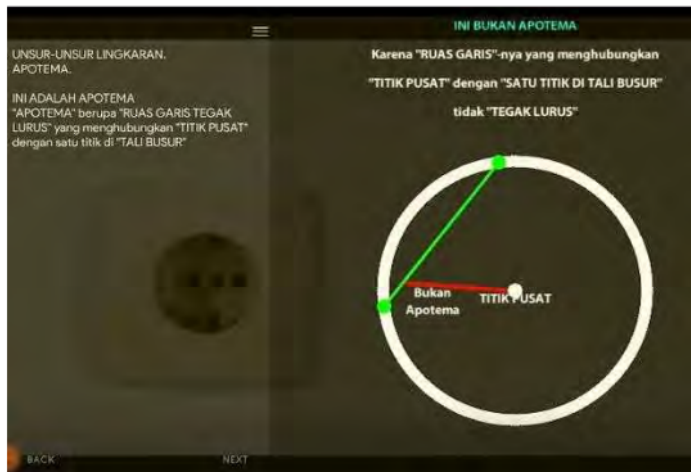 UNSUR-UNSUR LINGKARAN.
APOTEMA.
INI ADALAH APOTEMA
"APOTEMA" berupa "RUAS GARIS TEGAK
LURUS" yang menghubungkan "TITIK PUSAT"
dengan satu titik di "TALI BUSUR"
BACK
NEXT
INI BUKAN APOTEMA
Karena "RUAS GARIS"-nya yang menghubungkan
"TITIK PUSAT" dengan "SATU TITIK DI TALI BUSUR"
tidak "TEGAK LURUS"
Bukan
Apotema
TITIK PUSAT